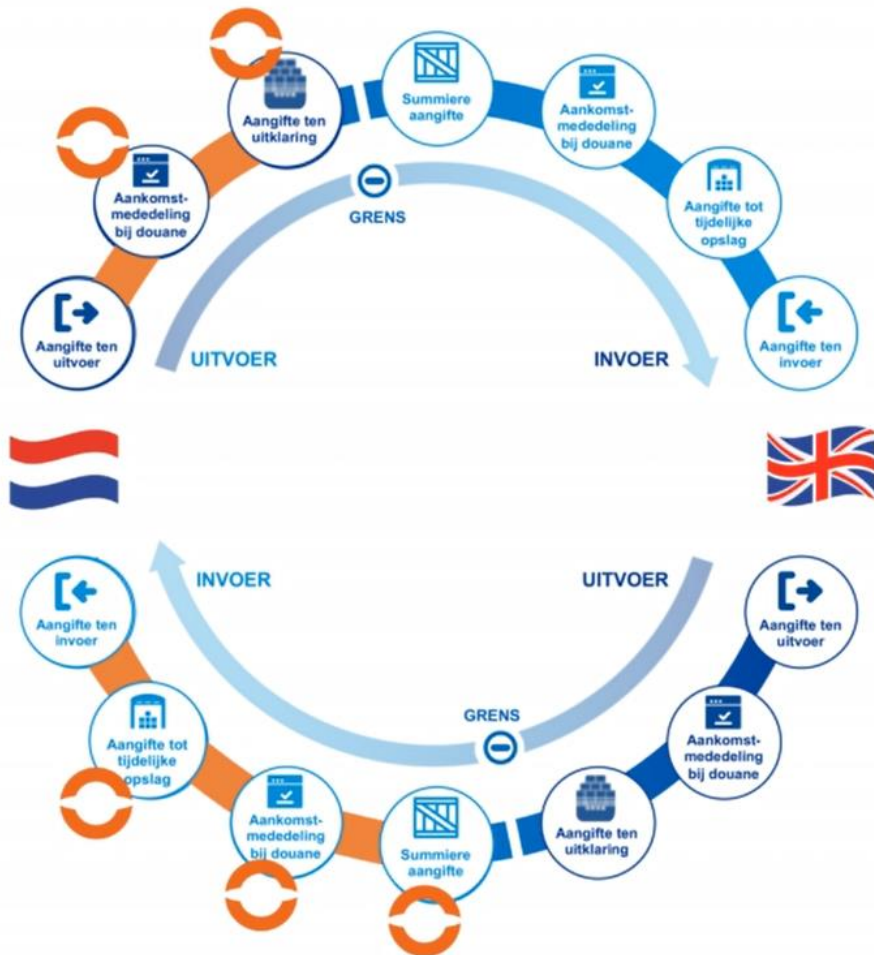 Aangifte ten
uitklaring
Summiere
aangifte
Aankomst-
mededeling
bij douane
Aankomst-
mededeling
bij douane
Aangifte tot
tijdelijke
opslag
GRENS
Aangifte ten
uitvoer
UITVOER
INVOER
Aangifte ten
invoer
INVOER
UITVOER
Aangifte ten
invoer
Aangifte ten
uitvoer
Aangifte tot
tijdelijke
opslag
GRENS
Aankomst-
mededeling
bij douane
Aankomst-
mededeling
bij douane
Summiere
aangifte
Aangifte ten
uitklaring